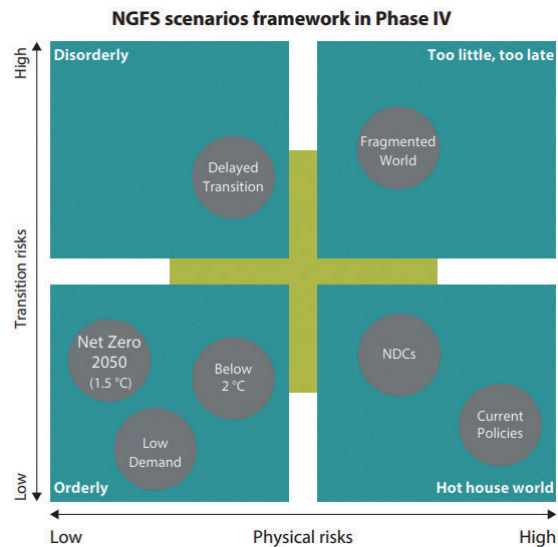 NGFS scenarios framework in Phase IV
High
Transition risks
Low
Disorderly
Too little, too late
Delayed
Transition
Fragmented
World
Net Zero
2050
(1.5 °C)
Below
2 °C
Low
Demand
NDCs
Current
Policies
Orderly
Hot house world
Low
Physical risks
High